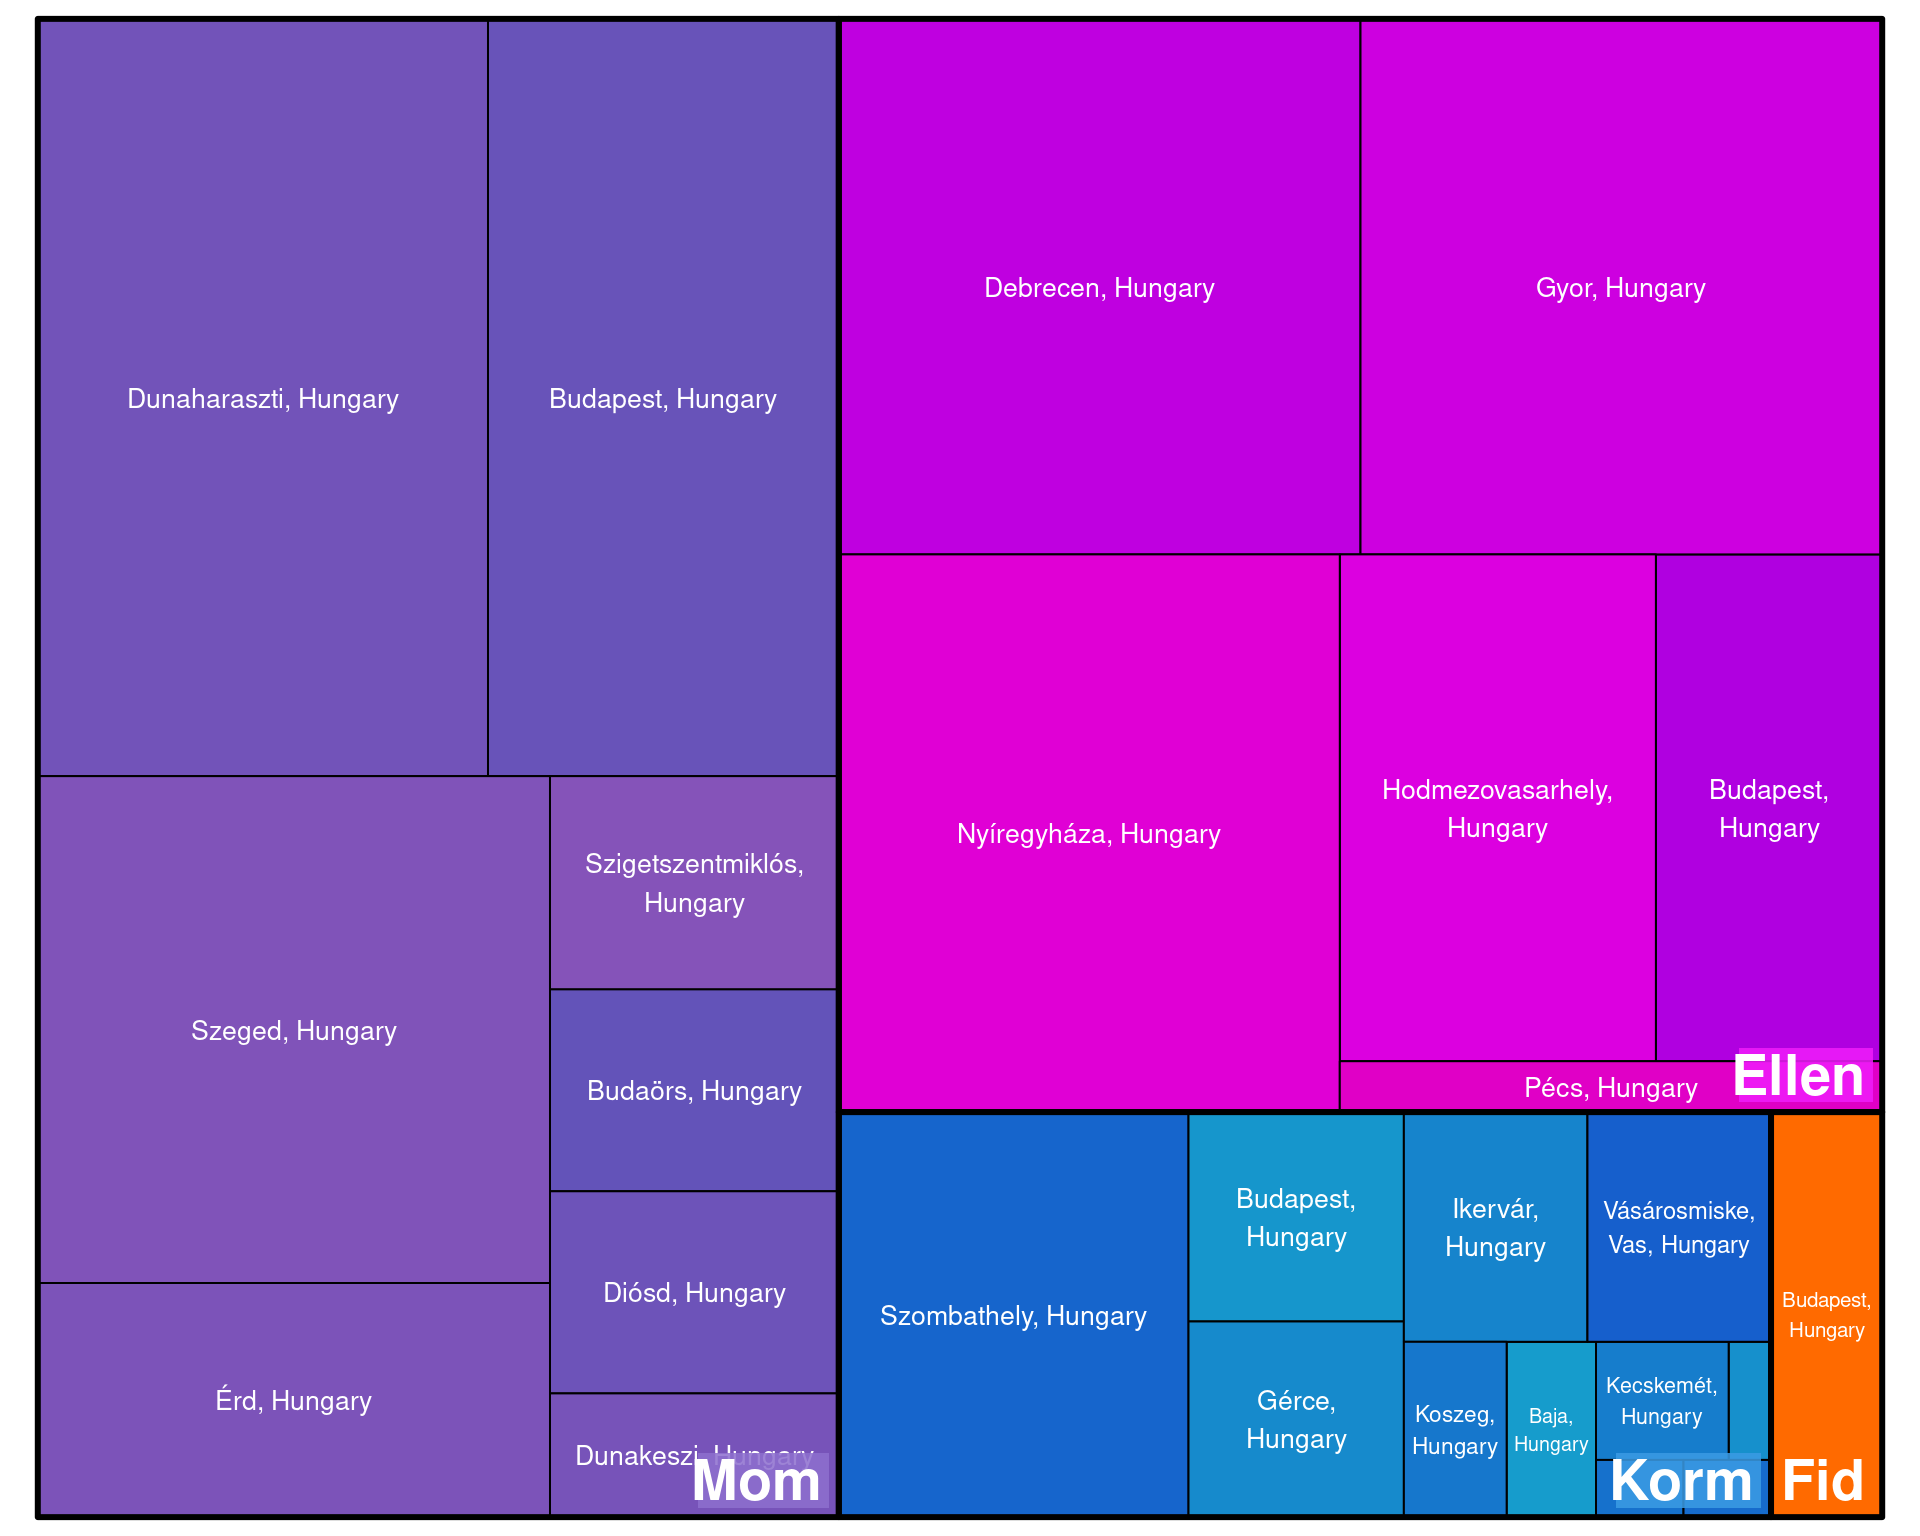 Dunaharaszti, Hungary
Budapest, Hungary
Szeged, Hungary
Szigetszentmiklós,
Hungary
Budaörs, Hungary
Diósd, Hungary
Érd, Hungary
Dunakeszi, Hungary
Mom
Debrecen, Hungary
Gyor, Hungary
Nyíregyháza, Hungary
Hodmezovasarhely,
Hungary
Budapest,
Hungary
Pécs, Hungary
Ellen
Szombathely, Hungary
Budapest,
Hungary
Gérce,
Hungary
Ikervár,
Hungary
Vásárosmiske,
Vas, Hungary
Koszeg,
Hungary
Baja,
Hungary
Kecskemét,
Hungary
Korm
Budapest,
Hungary
Fid